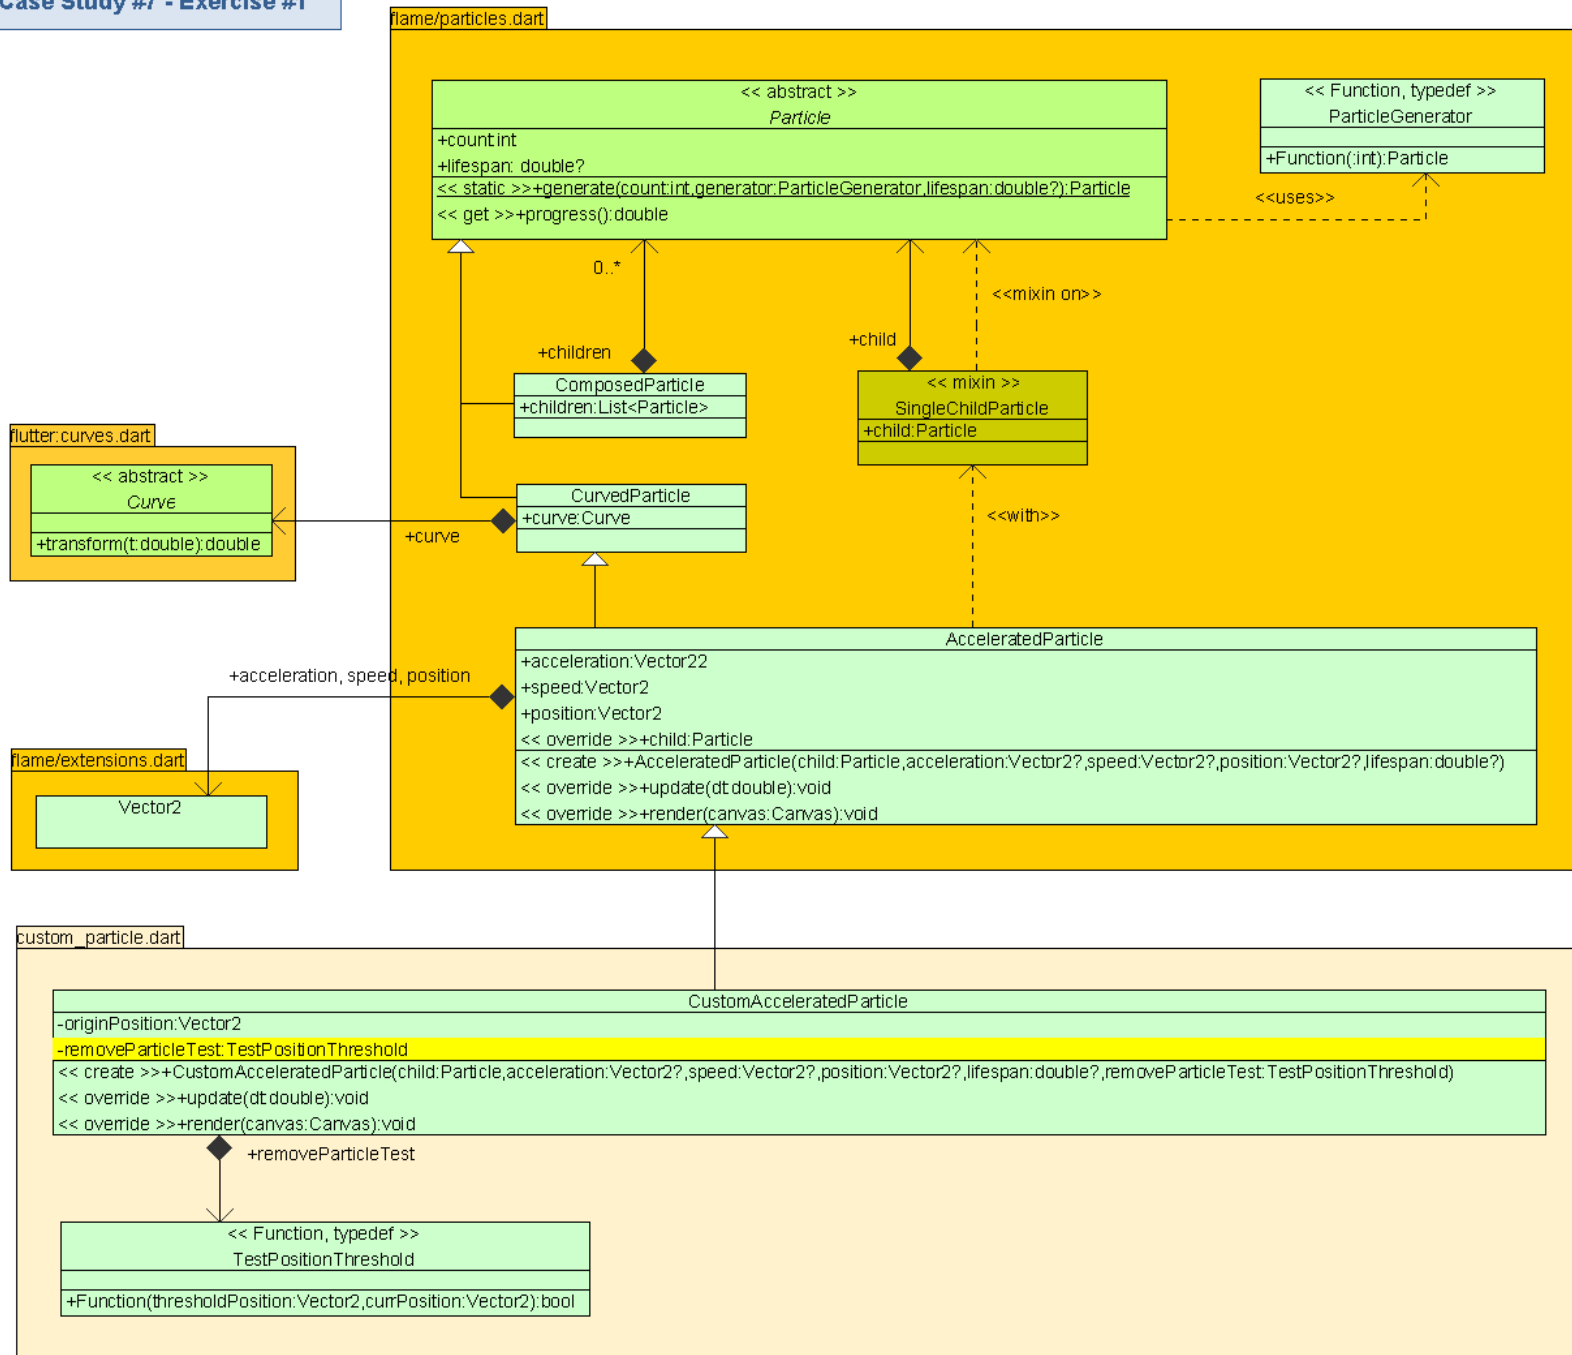 Case Study #7 - Exercise #1
flame/particles.dart
<< abstract >>
Particle
+count:int
+lifespan: double?
<< static >>+generate(count:int,generator:ParticleGenerator,lifespan:double?):Particle
<< get >>+progress():double
<< Function, typedef >>
ParticleGenerator
+Function(:int):Particle
<<uses>>
0..*
<<mixin on>>
+children
+child
ComposedParticle
+children:List<Particle>
<< mixin >>
SingleChildParticle
+child:Particle
flutter:curves.dart
<< abstract >>
Curve
+transform(t:double):double
+curve
CurvedParticle
+curve:Curve
<<with>>
+acceleration, speed, position
AcceleratedParticle
+acceleration:Vector22
+speed:Vector2
+position:Vector2
<< override >>+child:Particle
<< create >>+AcceleratedParticle(child:Particle,acceleration:Vector2?,speed:Vector2?,position:Vector2?,lifespan:double?)
<< override >>+update(dt:double):void
<< override >>+render(canvas:Canvas):void
flame/extensions.dart
Vector2
custom_particle.dart
CustomAcceleratedParticle
-originPosition:Vector2
-removeParticleTest:TestPositionThreshold
<< create >>+CustomAcceleratedParticle(child:Particle,acceleration:Vector2?,speed:Vector2?,position:Vector2?,lifespan:double?,removeParticleTest:TestPositionThreshold)
<< override >>+update(dt:double):void
<< override >>+render(canvas:Canvas):void
+removeParticleTest
<< Function, typedef >>
TestPositionThreshold
+Function(thresholdPosition:Vector2,currPosition:Vector2):bool